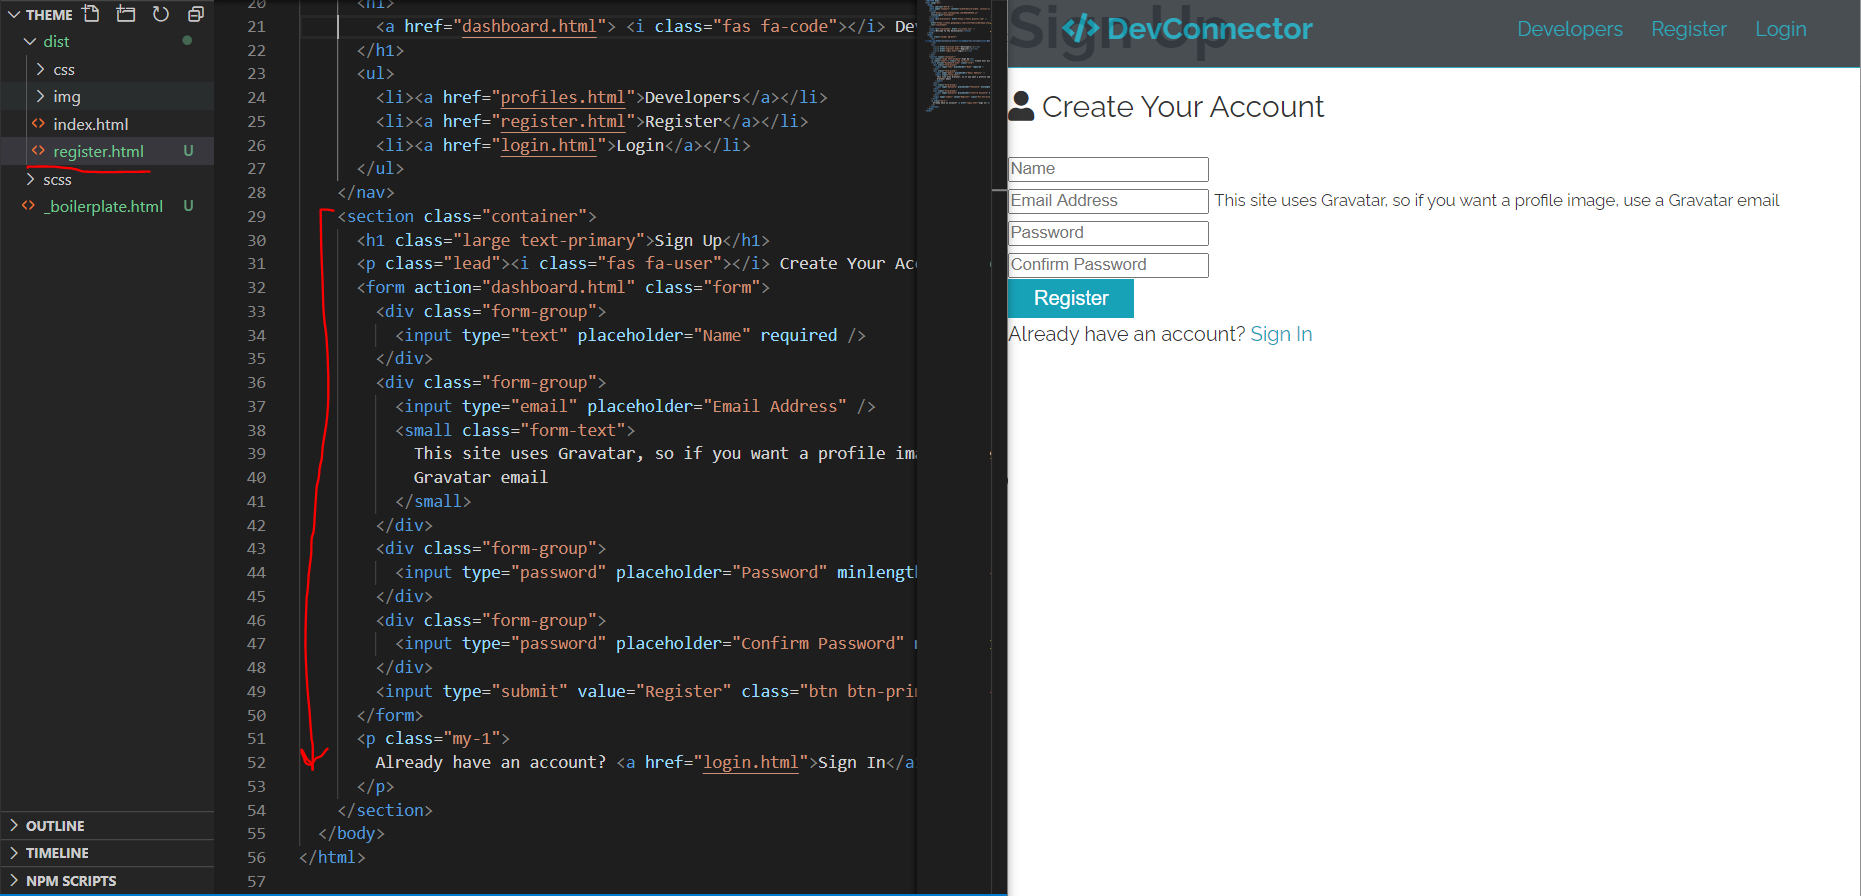 THEME
dist
css
img
index.html
register.html U
scss
_boilerplate.html U
OUTLINE
TIMELINE
NPM SCRIPTS
20 <h1>
21 <a href="dashboard.html"> <i class="fas fa-code"></i> De
22 </h1>
23 <ul>
24 <li><a href="profiles.html">Developers</a></li>
25 <li><a href="register.html">Register</a></li>
26 <li><a href="login.html">Login</a></li>
27 </ul>
28 </nav>
29 <section class="container">
30 <h1 class="large text-primary">Sign Up</h1>
31 <p class="lead"><i class="fas fa-user"></i> Create Your Acc
32 <form action="dashboard.html" class="form">
33 <div class="form-group">
34 <input type="text" placeholder="Name" required />
35 </div>
36 <div class="form-group">
37 <input type="email" placeholder="Email Address" />
38 <small class="form-text">
39 This site uses Gravatar, so if you want a profile ima
40 Gravatar email
41 </small>
42 </div>
43 <div class="form-group">
44 <input type="password" placeholder="Password" minlength
45 </div>
46 <div class="form-group">
47 <input type="password" placeholder="Confirm Password"
48 </div>
49 <input type="submit" value="Register" class="btn btn-prim
50 </form>
51 <p class="my-1">
52 Already have an account? <a href="login.html">Sign In</a
53 </p>
54 </section>
55 </body>
56 </html>
57
Sign Up
</> DevConnector
Developers Register Login
Create Your Account
Name
Email Address This site uses Gravatar, so if you want a profile image, use a Gravatar email
Password
Confirm Password
Register
Already have an account? Sign In